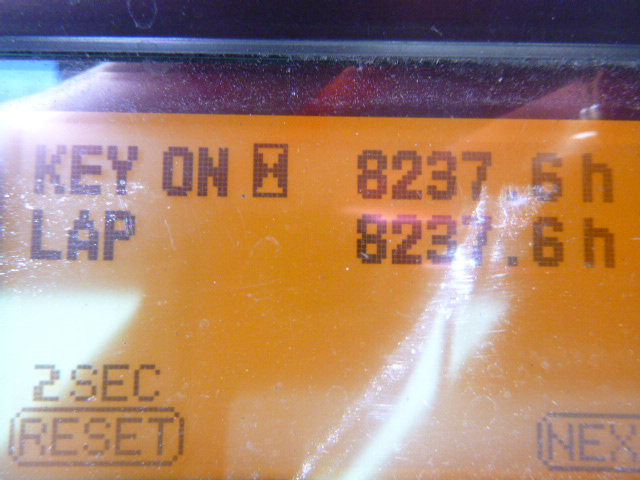 KEY ON 8237.6h
LAP 8237.6h
2SEC
RESET
NEX